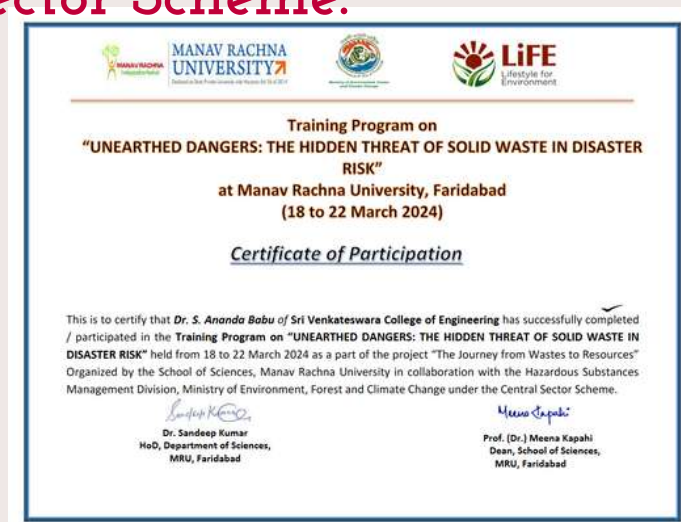 ector Scheme.
MANAV RACHNA
MANAV RACHNA
UNIVERSITY
LiFE
Lifestyle for
Environment
Training Program on
“UNEARTHED DANGERS: THE HIDDEN THREAT OF SOLID WASTE IN DISASTER
RISK”
at Manav Rachna University, Faridabad
(18 to 22 March 2024)
Certificate of Participation
This is to certify that Dr. S. Ananda Babu of Sri Venkateswara College of Engineering has successfully completed
/ participated in the Training Program on “UNEARTHED DANGERS: THE HIDDEN THREAT OF SOLID WASTE IN
DISASTER RISK” held from 18 to 22 March 2024 as a part of the project “The Journey from Wastes to Resources”
Organized by the School of Sciences, Manav Rachna University in collaboration with the Hazardous Substances
Management Division, Ministry of Environment, Forest and Climate Change under the Central Sector Scheme.
Sandeep Kumar
Meena Kapahi
Dr. Sandeep Kumar
HoD, Department of Sciences,
MRU, Faridabad
Prof. (Dr.) Meena Kapahi
Dean, School of Sciences,
MRU, Faridabad